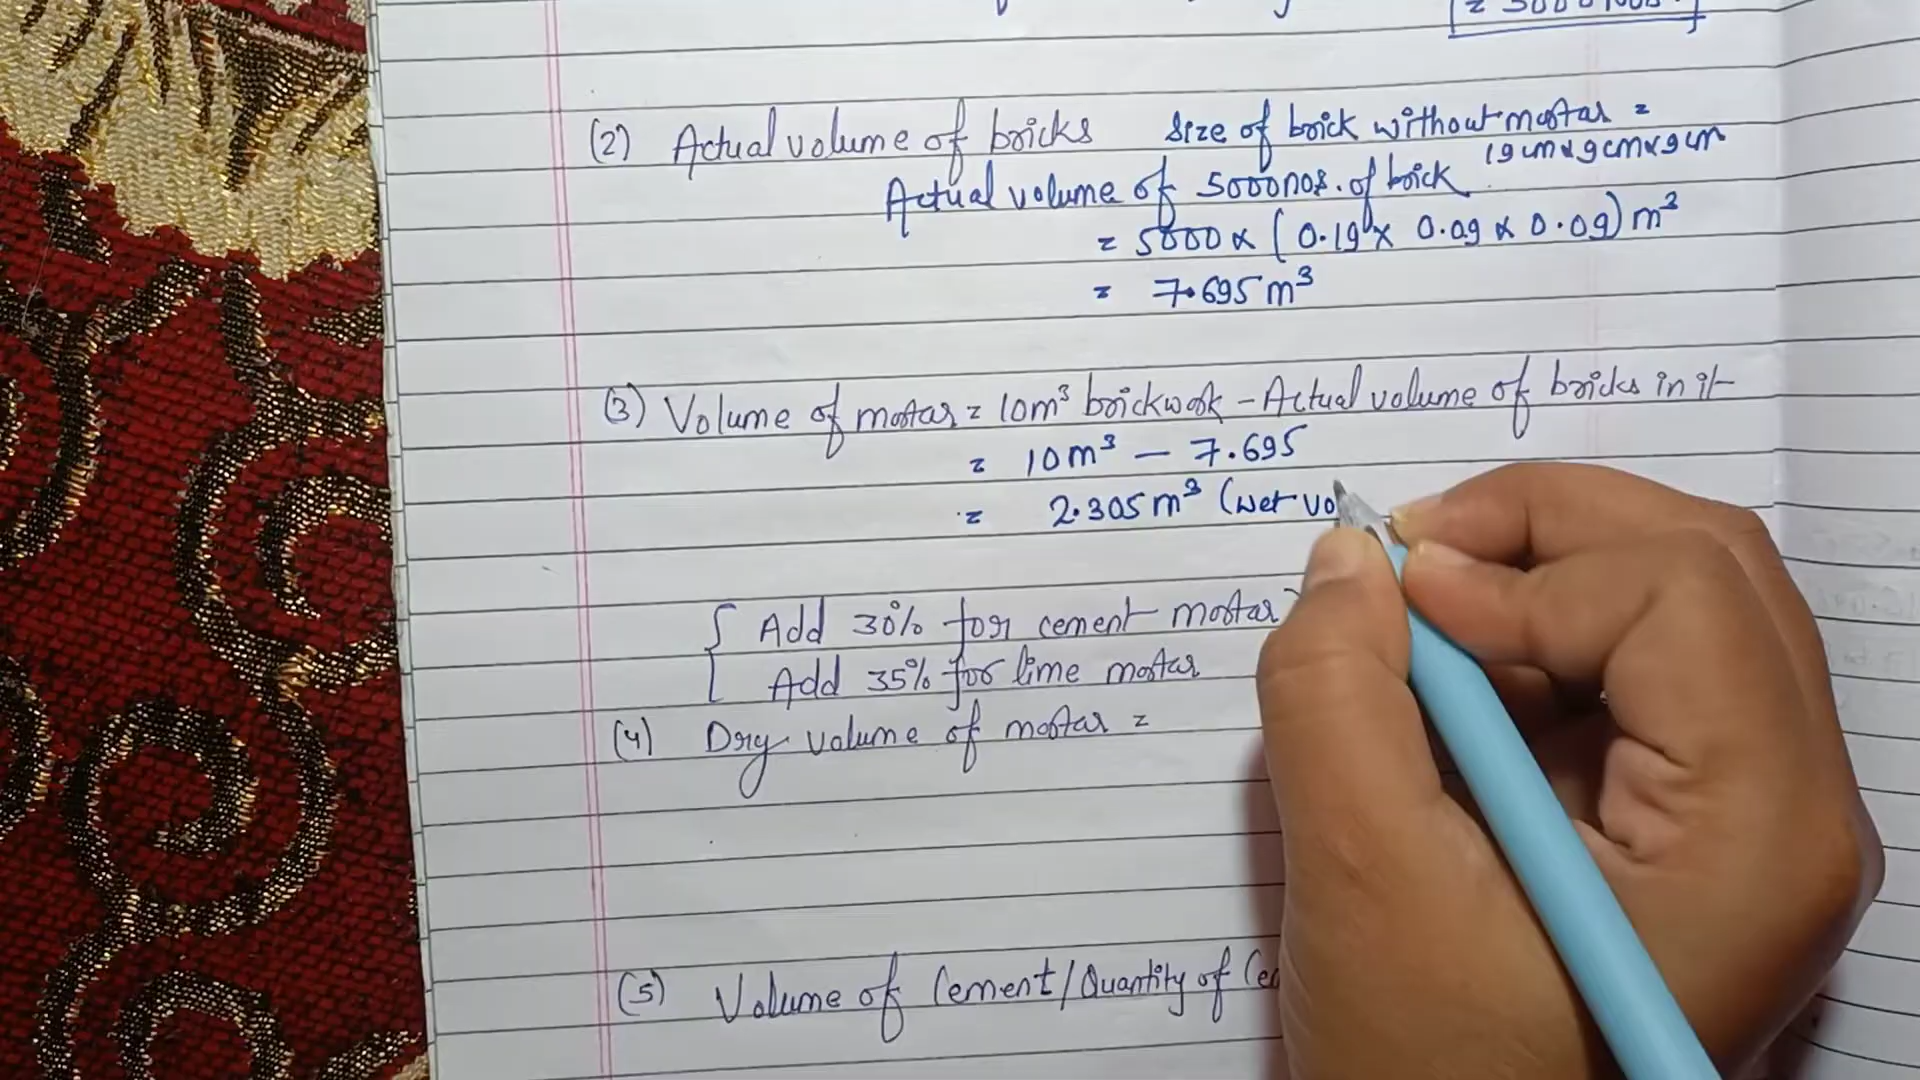 (2) Actual volume of bricks Size of brick without mortar =
19cm x 9cm x 9cm
Actual volume of 5000nos. of brick
= 5000 x (0.19 x 0.09 x 0.09) m³
= 7.695 m³
(3) Volume of mortar = 10m³ brickwork - Actual volume of bricks in it
= 10m³ - 7.695
= 2.305 m³ (wet vo
Add 30% for cement mortar
Add 35% for lime mortar
(4) Dry volume of mortar =
(5) Volume of Cement/Quantity of Ce